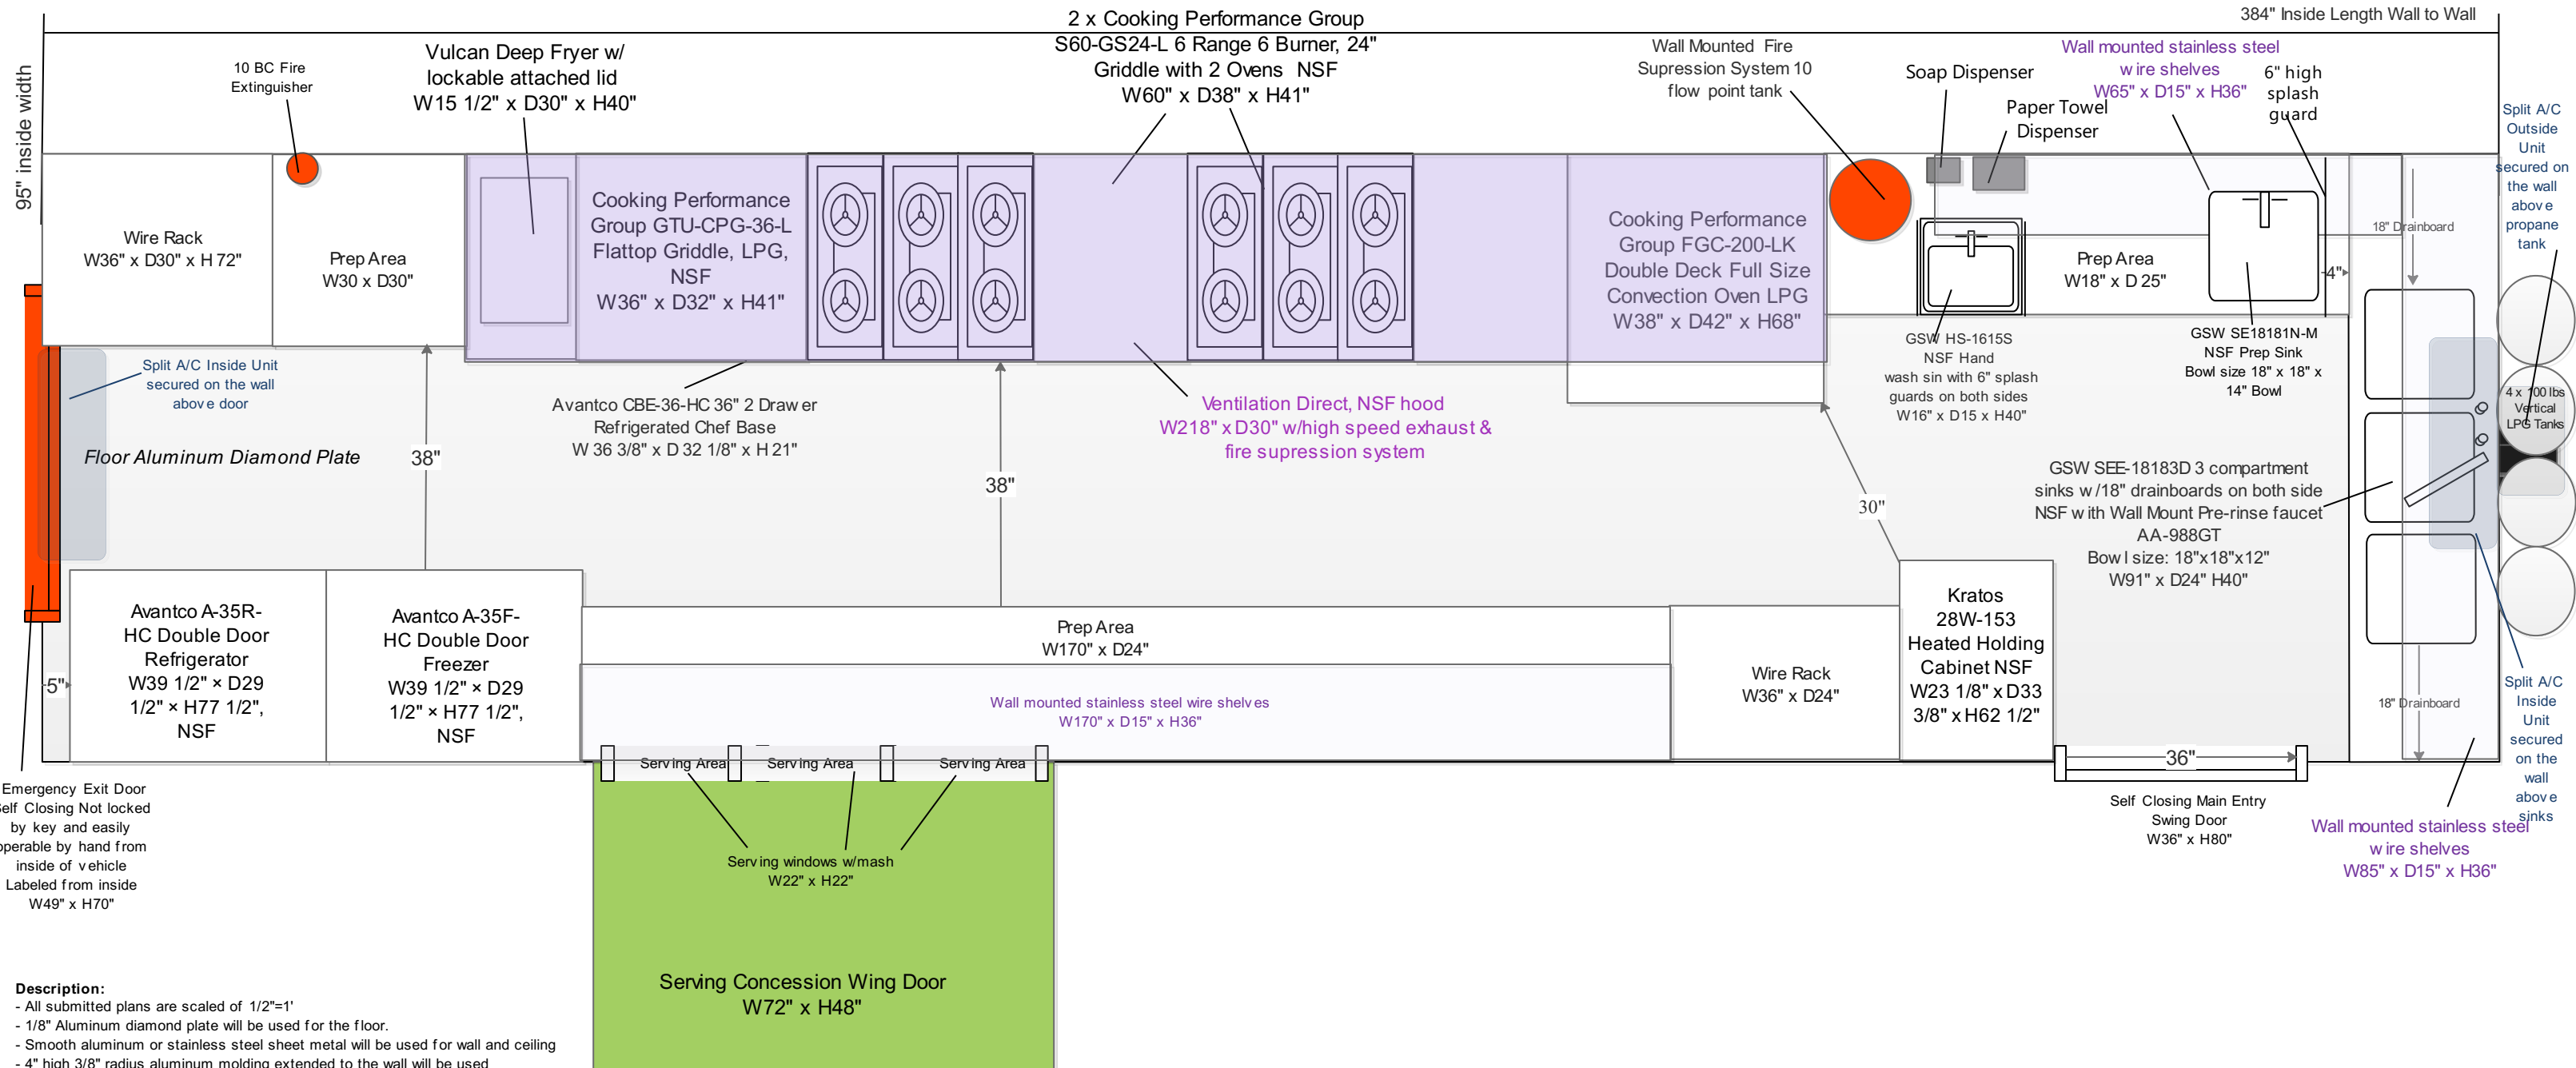 384" Inside Length Wall to Wall
95" inside width
10 BC Fire
Extinguisher
Vulcan Deep Fryer w/
lockable attached lid
W15 1/2" x D30" x H40"
2 x Cooking Performance Group
S60-GS24-L 6 Range 6 Burner, 24"
Griddle with 2 Ovens NSF
W60" x D38" x H41"
Wall Mounted Fire
Supression System 10
flow point tank
Soap Dispenser
Paper Towel
Dispenser
Wall mounted stainless steel
wire shelves
W65" x D15" x H36"
6" high
splash
guard
Split A/C
Outside
Unit
secured on
the wall
above
propane
tank
Wire Rack
W36" x D30" x H 72"
Prep Area
W30 x D30"
Cooking Performance
Group GTU-CPG-36-L
Flattop Griddle, LPG,
NSF
W36" x D32" x H41"
Cooking Performance
Group FGC-200-LK
Double Deck Full Size
Convection Oven LPG
W38" x D42" x H68"
Prep Area
W18" x D 25"
18" Drainboard
4"
GSW HS-1615S
NSF Hand
wash sin with 6" splash
guards on both sides
W16" x D15 x H40"
GSW SE18181N-M
NSF Prep Sink
Bowl size 18" x 18" x
14" Bowl
4 x 100 lbs
Vertical
LPG Tanks
Split A/C Inside Unit
secured on the wall
above door
Floor Aluminum Diamond Plate
38"
Avantco CBE-36-HC 36" 2 Drawer
Refrigerated Chef Base
W 36 3/8" x D 32 1/8" x H 21"
38"
Ventilation Direct, NSF hood
W218" x D30" w/high speed exhaust &
fire supression system
30"
GSW SEE-18183D 3 compartment
sinks w/18" drainboards on both side
NSF with Wall Mount Pre-rinse faucet
AA-988GT
Bowl size: 18"x18"x12"
W91" x D24" H40"
5"
Avantco A-35R-
HC Double Door
Refrigerator
W39 1/2" × D29
1/2" × H77 1/2",
NSF
Avantco A-35F-
HC Double Door
Freezer
W39 1/2" × D29
1/2" × H77 1/2",
NSF
Prep Area
W170" x D24"
Wall mounted stainless steel wire shelves
W170" x D15" x H36"
Wire Rack
W36" x D24"
Kratos
28W-153
Heated Holding
Cabinet NSF
W23 1/8" x D33
3/8" x H62 1/2"
18" Drainboard
Split A/C
Inside
Unit
secured
on the
wall
above
sinks
Serving Area
Serving Area
Serving Area
36"
Self Closing Main Entry
Swing Door
W36" x H80"
Wall mounted stainless steel
wire shelves
W85" x D15" x H36"
Emergency Exit Door
Self Closing Not locked
by key and easily
operable by hand from
inside of vehicle
Labeled from inside
W49" x H70"
Serving windows w/mash
W22" x H22"
Serving Concession Wing Door
W72" x H48"
Description:
- All submitted plans are scaled of 1/2"=1'
- 1/8" Aluminum diamond plate will be used for the floor.
- Smooth aluminum or stainless steel sheet metal will be used for wall and ceiling
- 4" high 3/8" radius aluminum molding extended to the wall will be used